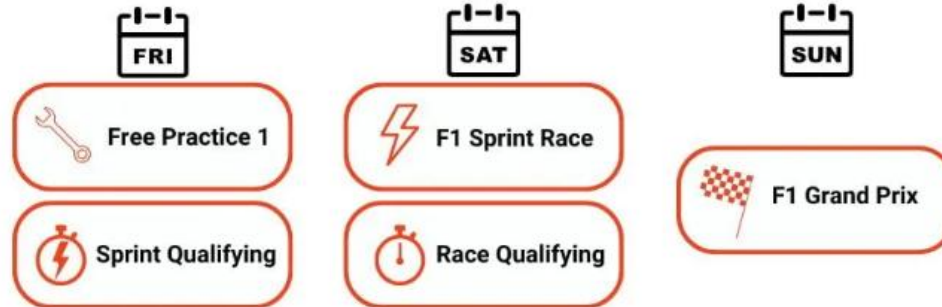 FRI
SAT
SUN
Free Practice 1
F1 Sprint Race
F1 Grand Prix
Sprint Qualifying
Race Qualifying